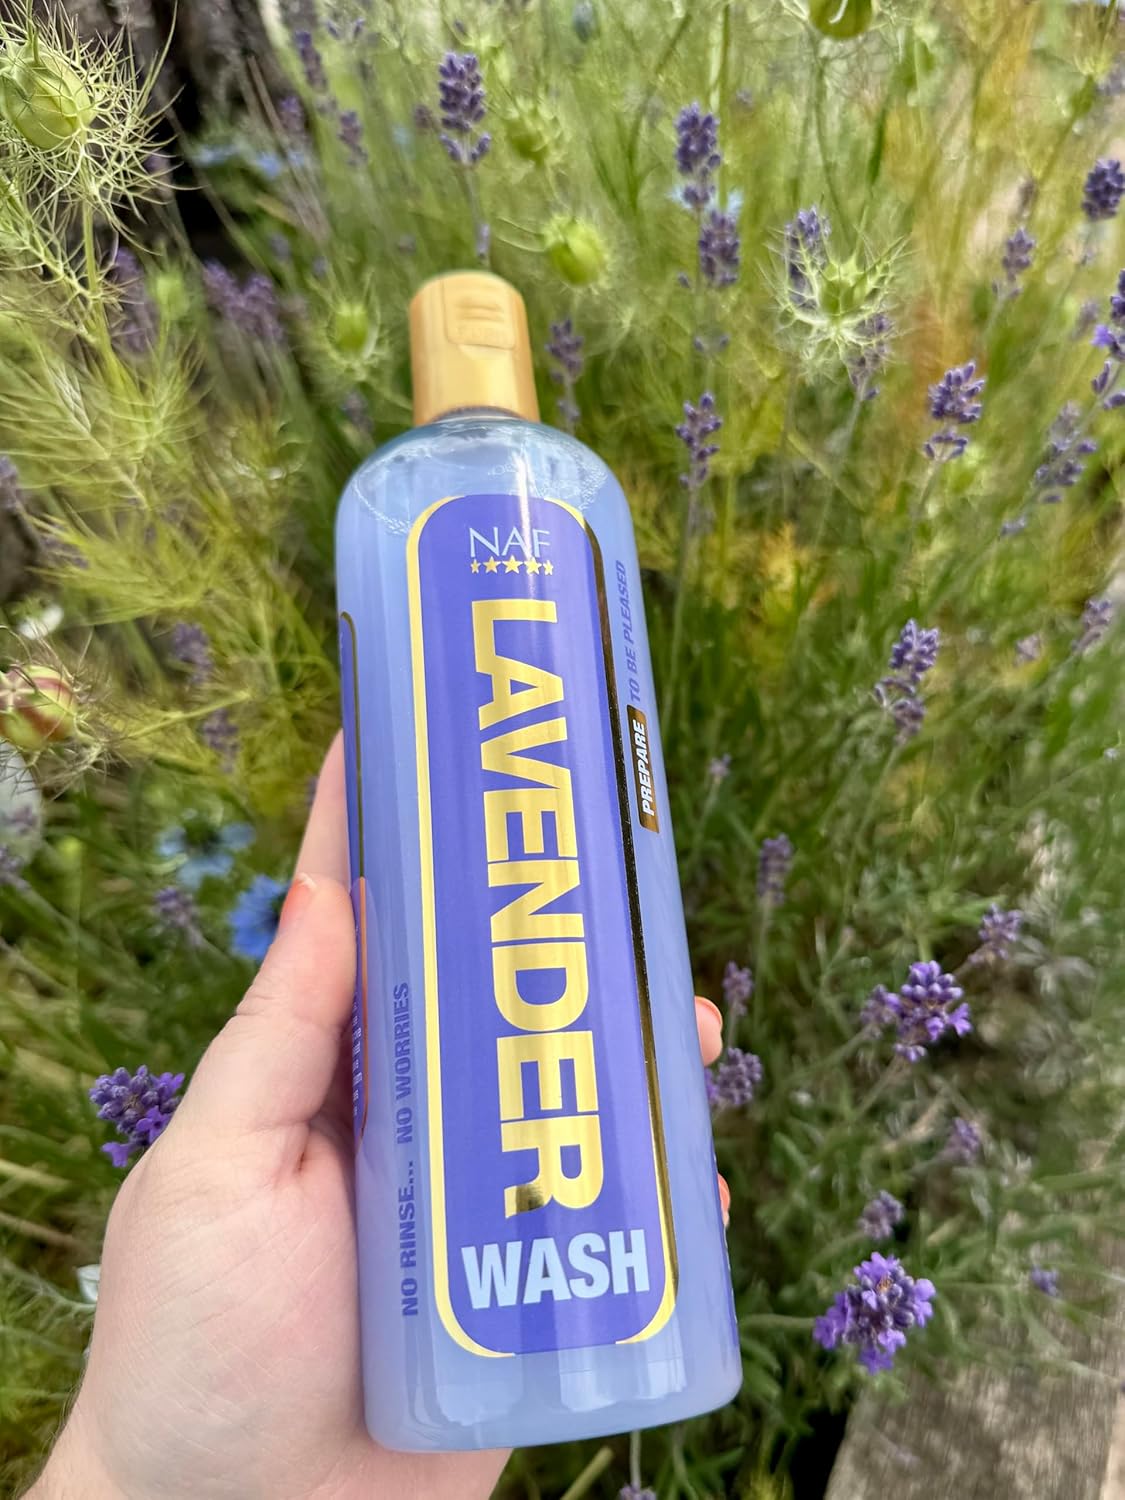 NAF
LAVENDER
WASH
NO RINSE... NO WORRIES
PREPARE TO BE PLEASED